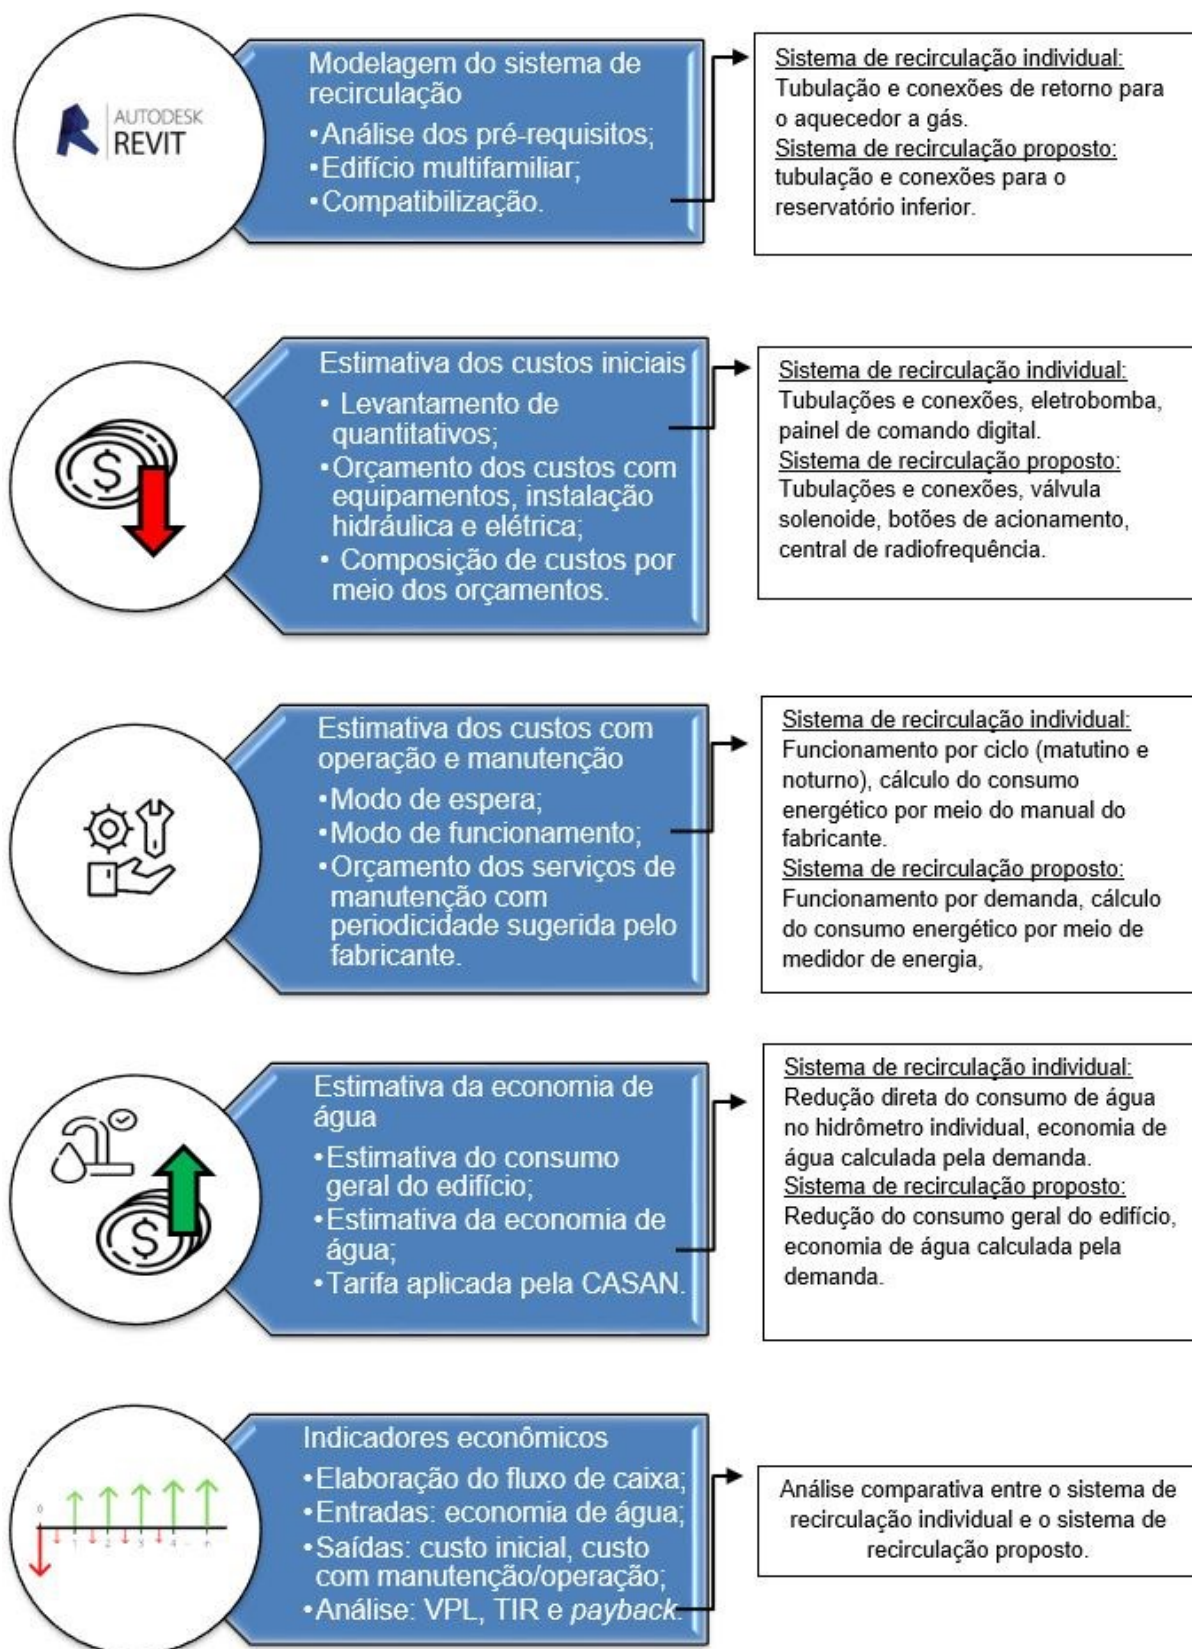 AUTODESK
REVIT
Modelagem do sistema de
recirculação
•Análise dos pré-requisitos;
•Edifício multifamiliar;
•Compatibilização.
Sistema de recirculação individual:
Tubulação e conexões de retorno para
o aquecedor a gás.
Sistema de recirculação proposto:
tubulação e conexões para o
reservatório inferior.
$
Estimativa dos custos iniciais
• Levantamento de
quantitativos;
•Orçamento dos custos com
equipamentos, instalação
hidráulica e elétrica;
• Composição de custos por
meio dos orçamentos.
Sistema de recirculação individual:
Tubulações e conexões, eletrobomba,
painel de comando digital.
Sistema de recirculação proposto:
Tubulações e conexões, válvula
solenoide, botões de acionamento,
central de radiofrequência.
Estimativa dos custos com
operação e manutenção
•Modo de espera;
•Modo de funcionamento;
•Orçamento dos serviços de
manutenção com
periodicidade sugerida pelo
fabricante.
Sistema de recirculação individual:
Funcionamento por ciclo (matutino e
noturno), cálculo do consumo
energético por meio do manual do
fabricante.
Sistema de recirculação proposto:
Funcionamento por demanda, cálculo
do consumo energético por meio de
medidor de energia,
$
Estimativa da economia de
água
•Estimativa do consumo
geral do edifício;
•Estimativa da economia de
água;
•Tarifa aplicada pela CASAN.
Sistema de recirculação individual:
Redução direta do consumo de água
no hidrômetro individual, economia de
água calculada pela demanda.
Sistema de recirculação proposto:
Redução do consumo geral do edifício,
economia de água calculada pela
demanda.
0
1 2 3 4 n
Indicadores econômicos
•Elaboração do fluxo de caixa;
•Entradas: economia de água;
•Saídas: custo inicial, custo
com manutenção/operação;
•Análise: VPL, TIR e payback.
Análise comparativa entre o sistema de
recirculação individual e o sistema de
recirculação proposto.